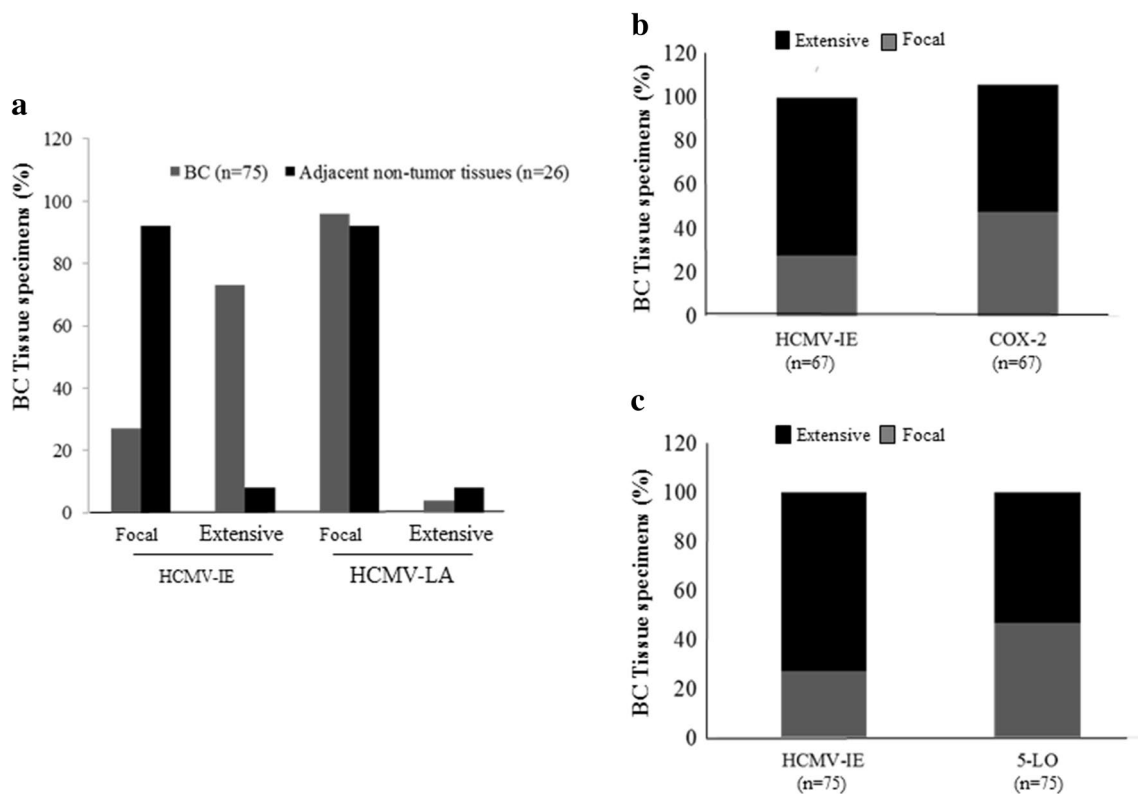 a
BC Tissue specimens (%)
120
100
80
60
40
20
0
BC (n=75) Adjacent non-tumor tissues (n=26)
Focal Extensive Focal Extensive
HCMV-IE HCMV-LA
b
BC Tissue specimens (%)
Extensive Focal
120
100
80
60
40
20
0
HCMV-IE COX-2
(n=67) (n=67)
c
BC Tissue specimens (%)
Extensive Focal
120
100
80
60
40
20
0
HCMV-IE 5-LO
(n=75) (n=75)